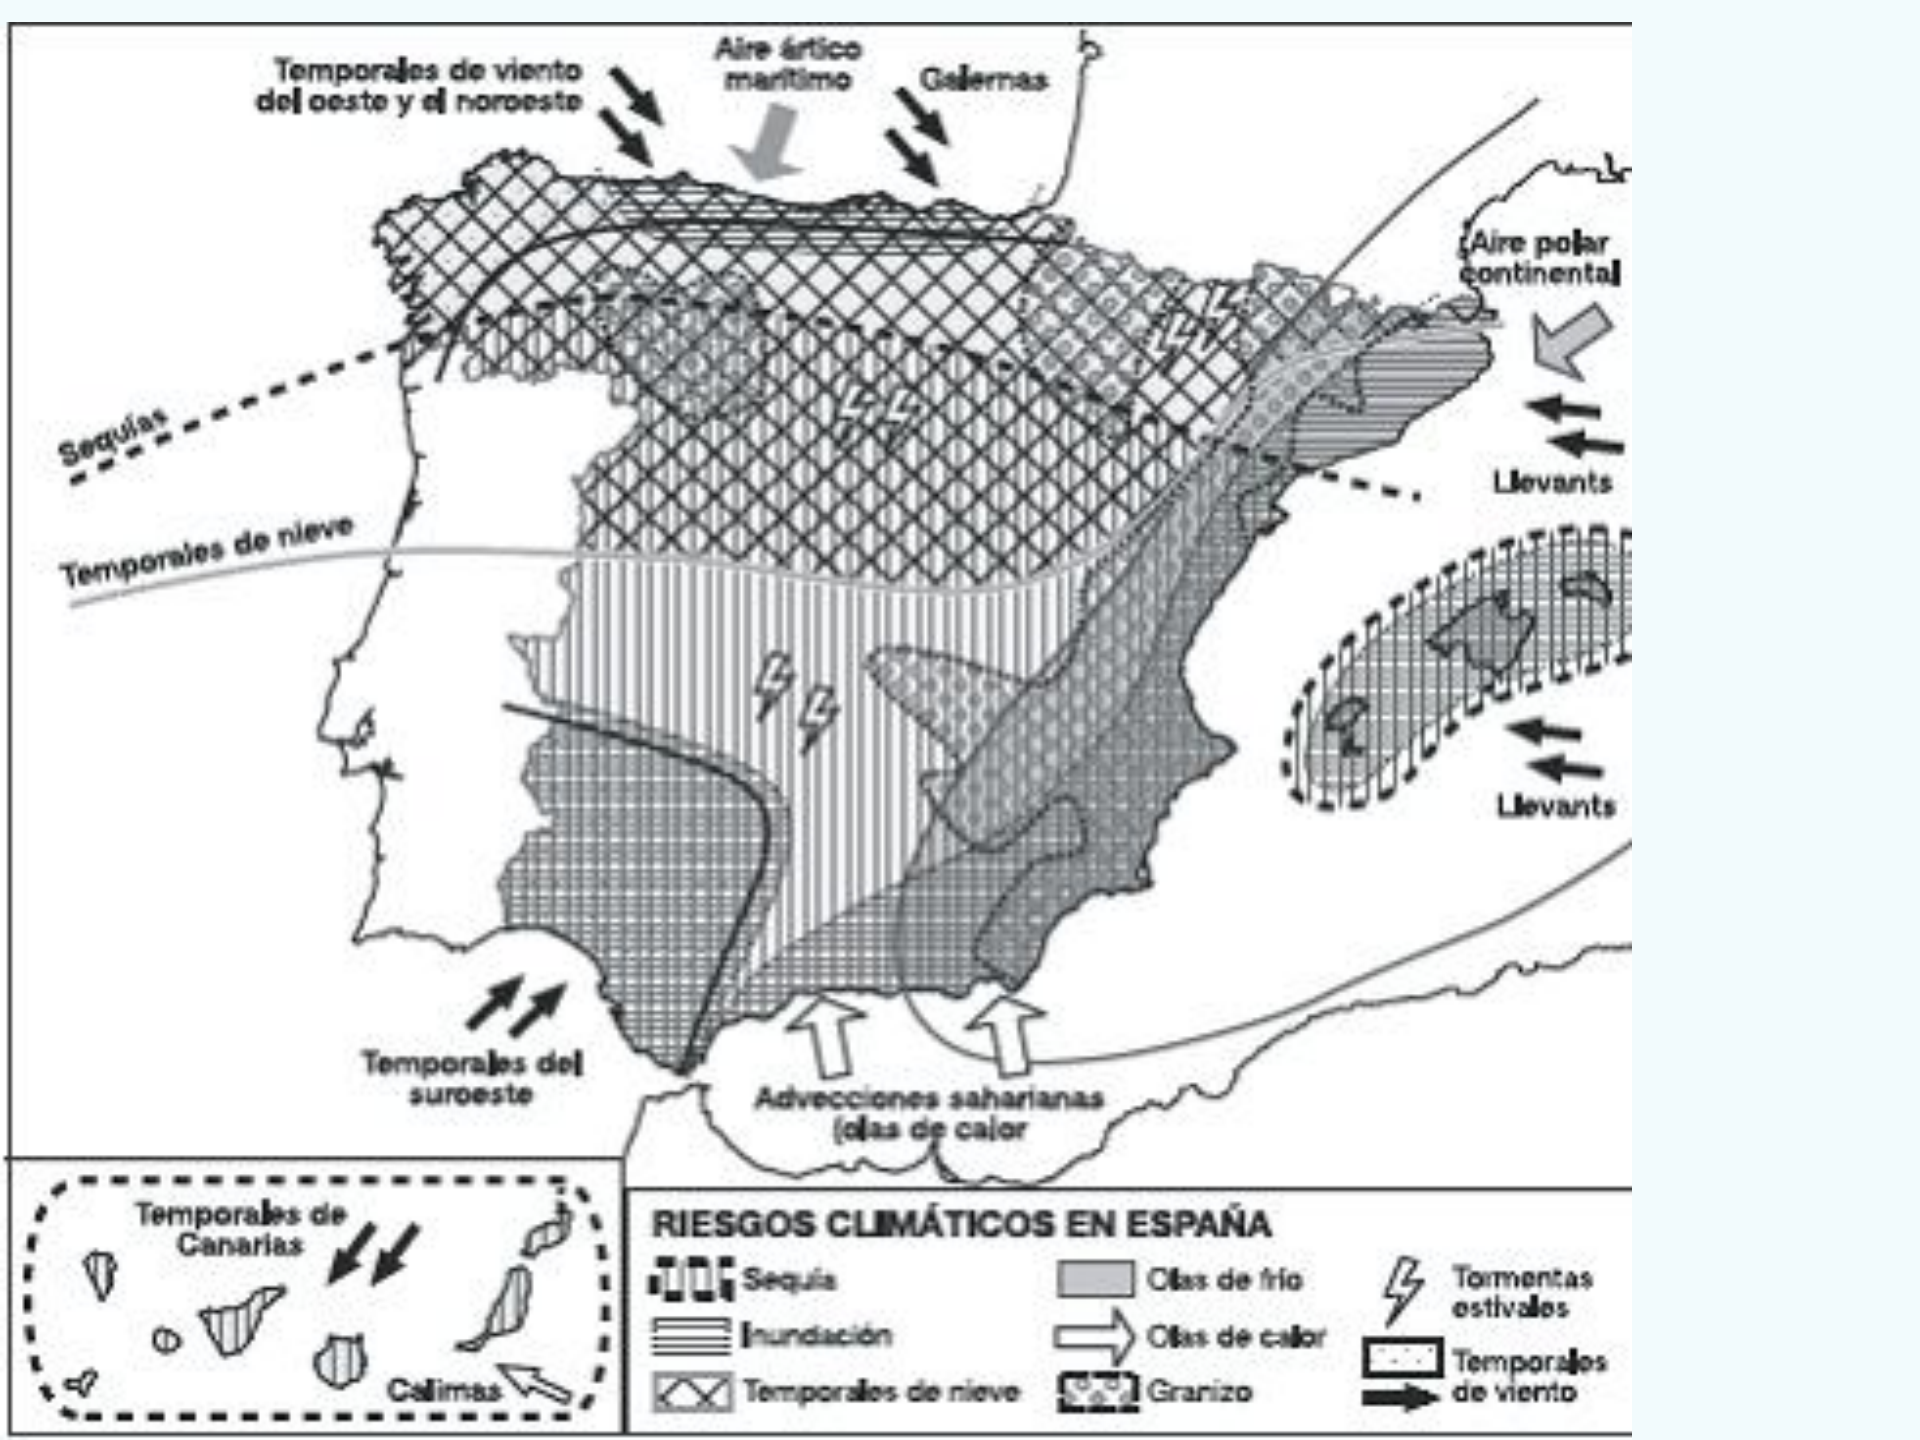 Temporales de viento
del oeste y el noroeste
Aire ártico
marítimo
Galernas
Aire polar
continental
Sequías
Llevants
Temporales de nieve
Llevants
Temporales del
suroeste
Advecciones saharianas
(olas de calor
Temporales de
Canarias
Calimas
RIESGOS CLIMÁTICOS EN ESPAÑA
Sequía
Inundación
Temporales de nieve
Olas de frío
Olas de calor
Granizo
Tormentas
estivales
Temporales
de viento